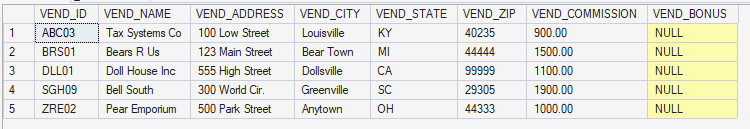 VEND_ID VEND_NAME VEND_ADDRESS VEND_CITY VEND_STATE VEND_ZIP VEND_COMMISSION VEND_BONUS
1 ABC03 Tax Systems Co 100 Low Street Louisville KY 40235 900.00 NULL
2 BRS01 Bears R Us 123 Main Street Bear Town MI 44444 1500.00 NULL
3 DLL01 Doll House Inc 555 High Street Dollsville CA 99999 1100.00 NULL
4 SGH09 Bell South 300 World Cir. Greenville SC 29305 1900.00 NULL
5 ZRE02 Pear Emporium 500 Park Street Anytown OH 44333 1000.00 NULL